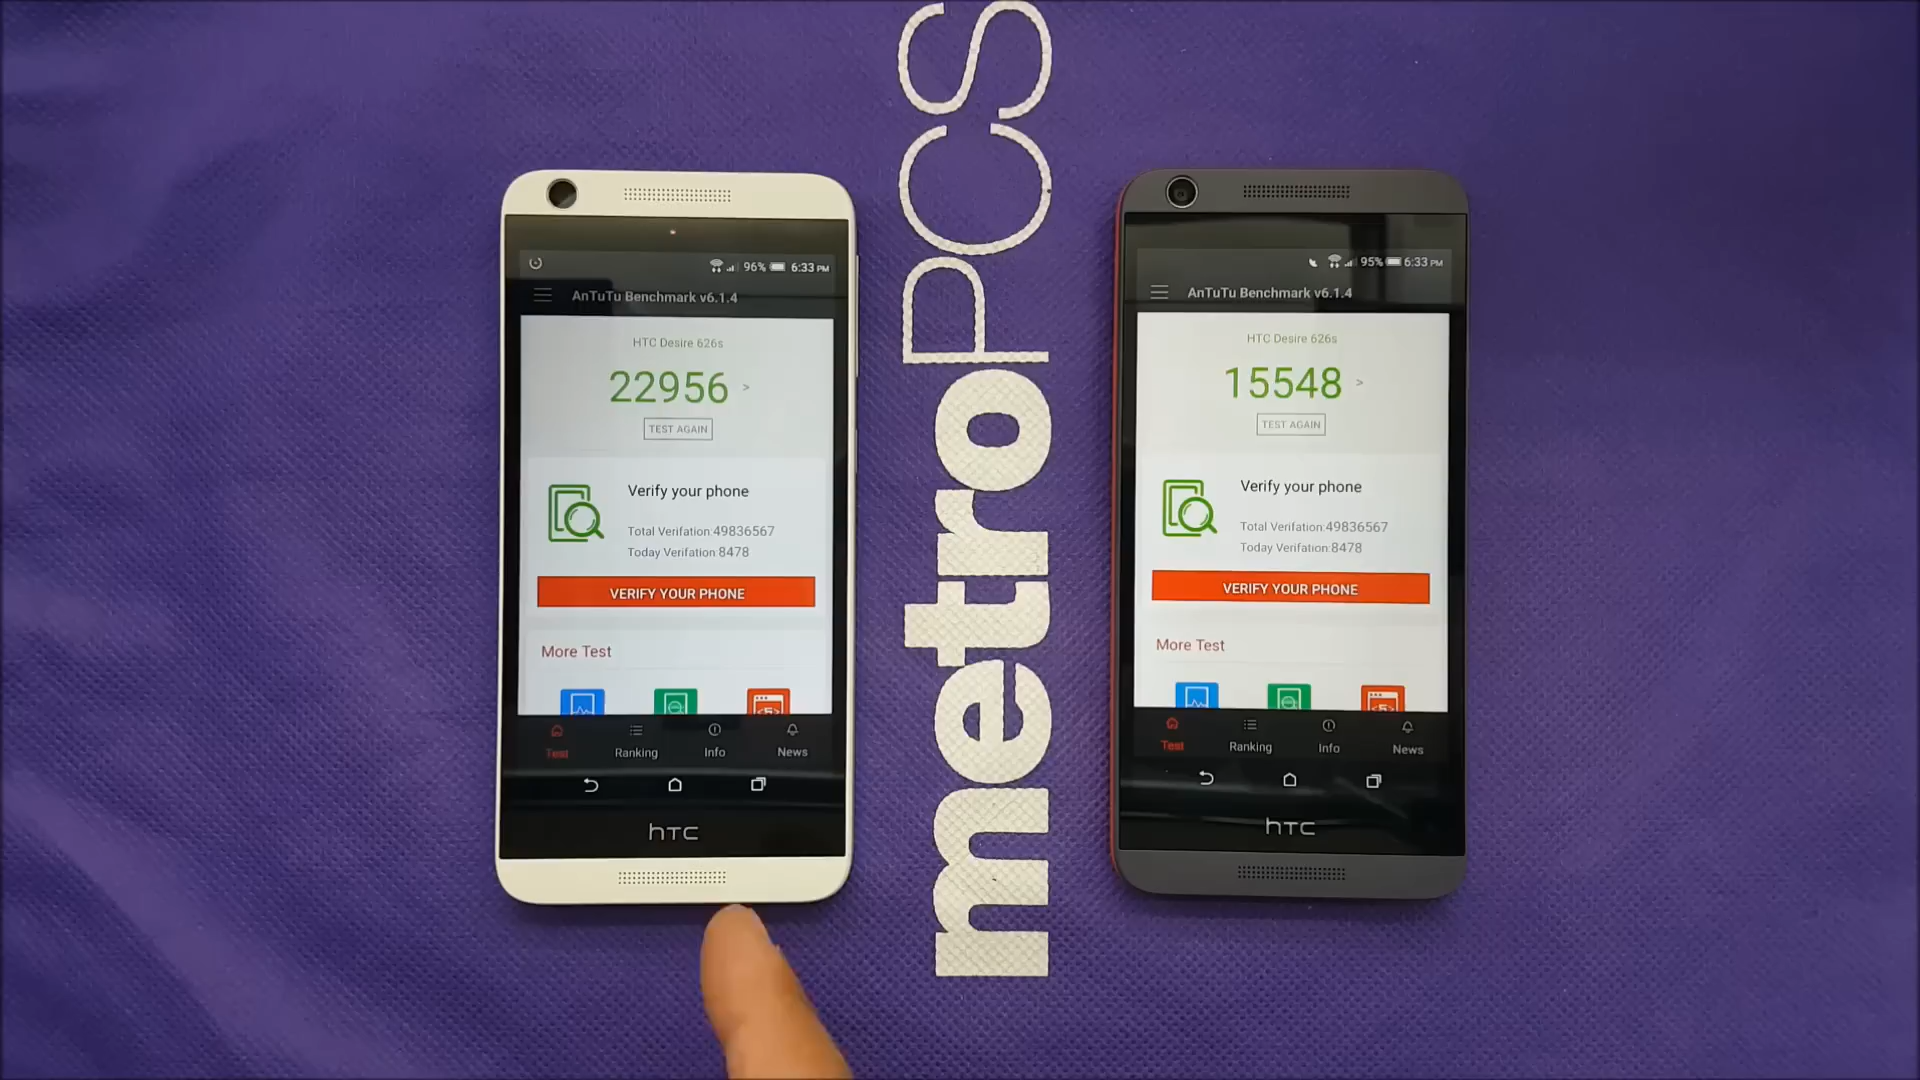 96% 6:33 PM
AnTuTu Benchmark v6.1.4
HTC Desire 626s
22956 >
TEST AGAIN
Verify your phone
Total Verifation:49836567
Today Verifation:8478
VERIFY YOUR PHONE
More Test
Test Ranking Info News
hTC
metroPCS
95% 6:33 PM
AnTuTu Benchmark v6.1.4
HTC Desire 626s
15548 >
TEST AGAIN
Verify your phone
Total Verifation:49836567
Today Verifation:8478
VERIFY YOUR PHONE
More Test
Test Ranking Info News
hTC